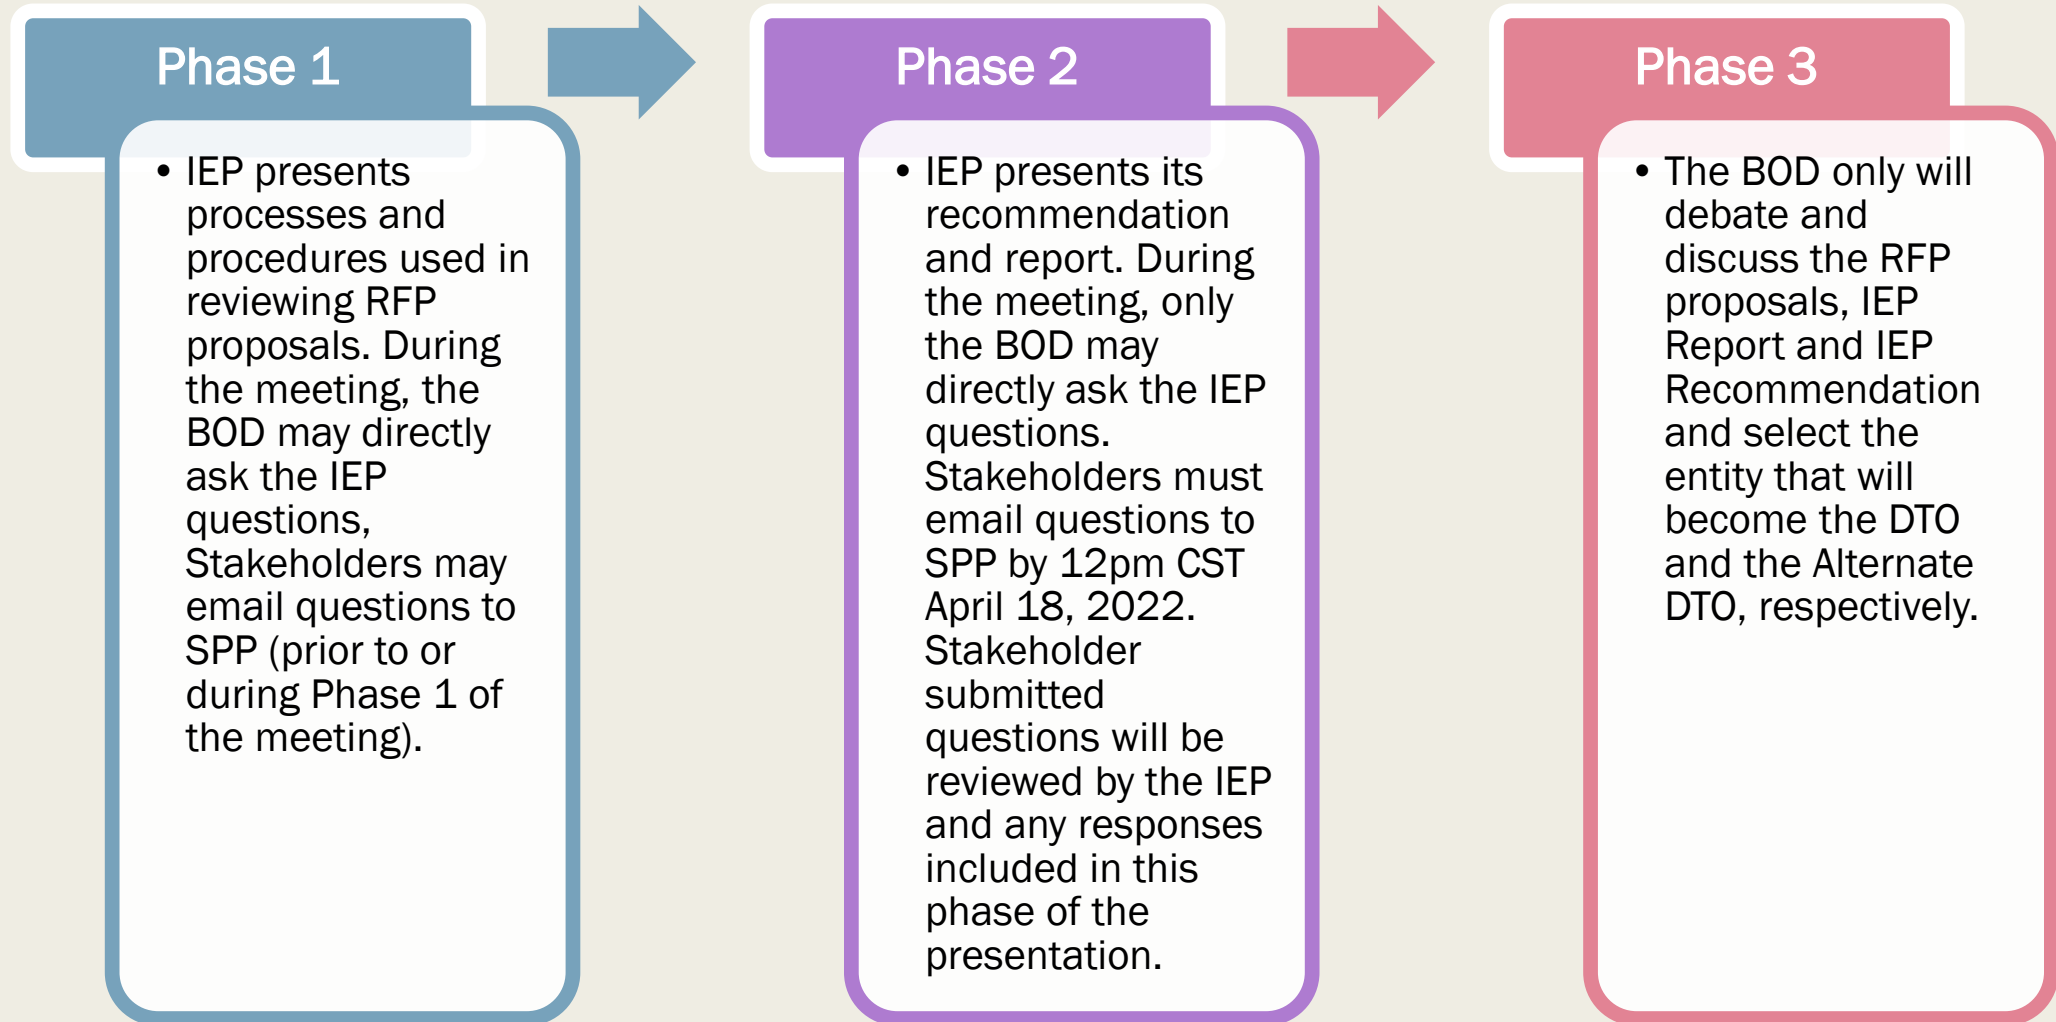 Phase 1
• IEP presents
processes and
procedures used in
reviewing RFP
proposals. During
the meeting, the
BOD may directly
ask the IEP
questions,
Stakeholders may
email questions to
SPP (prior to or
during Phase 1 of
the meeting).
Phase 2
• IEP presents its
recommendation
and report. During
the meeting, only
the BOD may
directly ask the IEP
questions.
Stakeholders must
email questions to
SPP by 12pm CST
April 18, 2022.
Stakeholder
submitted
questions will be
reviewed by the IEP
and any responses
included in this
phase of the
presentation.
Phase 3
• The BOD only will
debate and
discuss the RFP
proposals, IEP
Report and IEP
Recommendation
and select the
entity that will
become the DTO
and the Alternate
DTO, respectively.